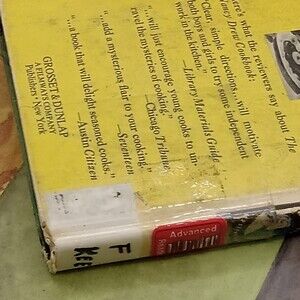 ere's what the reviewers say about The
Nancy Drew Cookbook:
"Clear, simple directions...will motivate
both boys and girls to try some independent
work in the kitchen."
—Library Materials Guide
"...will just encourage young cooks to un-
ravel the mysteries of cooking."
—Chicago Tribune
"...add a mysterious flair to your cooking."
—Seventeen
"...a book that will delight seasoned cooks."
—Austin Citizen
GROSSET & DUNLAP
A FILMWAYS COMPANY
Publishers • New York
Advanced
F
KEE